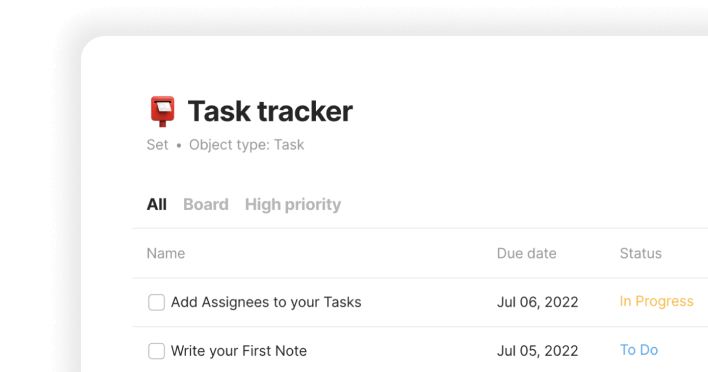 Task tracker
Set • Object type: Task
All Board High priority
Name Due date Status
Add Assignees to your Tasks Jul 06, 2022 In Progress
Write your First Note Jul 05, 2022 To Do